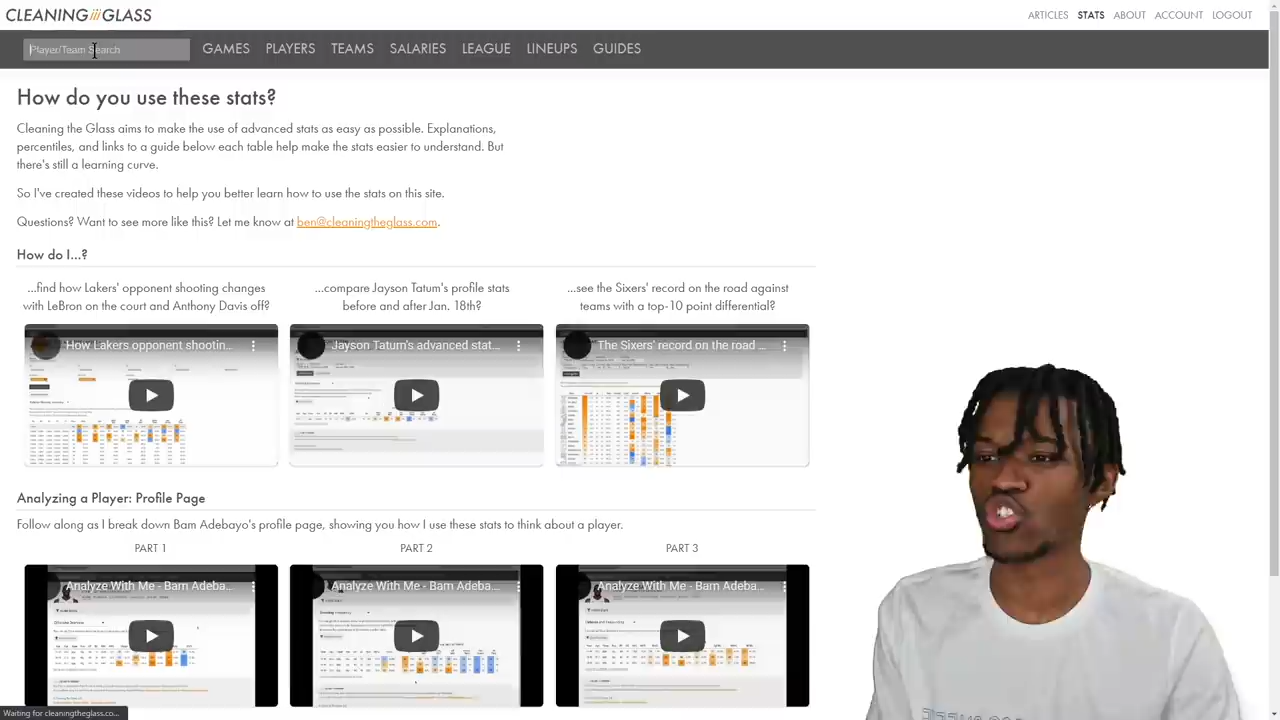 CLEANING THE GLASS
ARTICLES STATS ABOUT ACCOUNT LOGOUT
Player/Team Search
GAMES PLAYERS TEAMS SALARIES LEAGUE LINEUPS GUIDES
How do you use these stats?
Cleaning the Glass aims to make the use of advanced stats as easy as possible. Explanations,
percentiles, and links to a guide below each table help make the stats easier to understand. But
there's still a learning curve.
So I've created these videos to help you better learn how to use the stats on this site.
Questions? Want to see more like this? Let me know at ben@cleaningtheglass.com.
How do I...?
...find how Lakers' opponent shooting changes
with LeBron on the court and Anthony Davis off?
...compare Jayson Tatum's profile stats
before and after Jan. 18th?
...see the Sixers' record on the road against
teams with a top-10 point differential?
How Lakers opponent shootin...
Jayson Tatum's advanced stat...
The Sixers' record on the road ...
Analyzing a Player: Profile Page
Follow along as I break down Bam Adebayo's profile page, showing you how I use these stats to think about a player.
PART 1
PART 2
PART 3
Analyze With Me - Bam Adeba...
Analyze With Me - Bam Adeba...
Analyze With Me - Bam Adeba...
Waiting for cleaningtheglass.co...